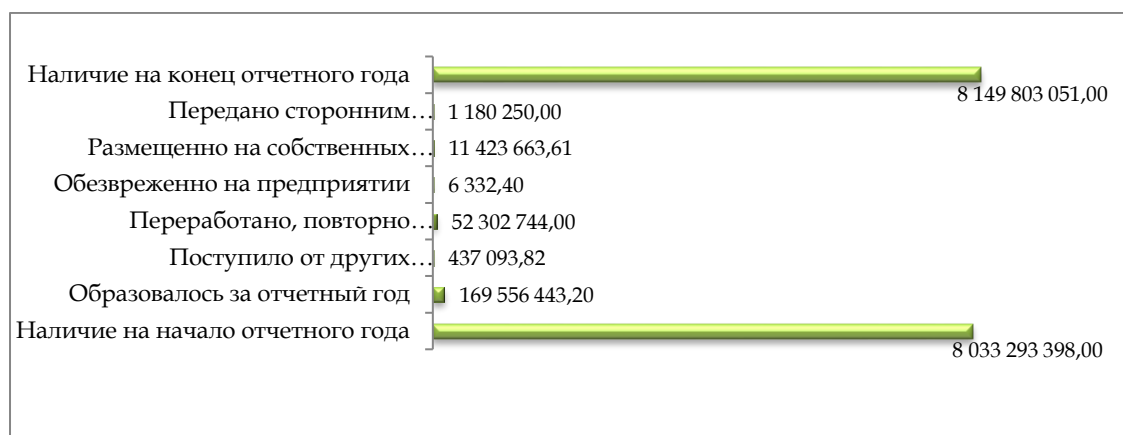 Наличие на конец отчетного года
8 149 803 051,00
Передано сторонним…
1 180 250,00
Размещенно на собственных…
11 423 663,61
Обезвреженно на предприятии
6 332,40
Переработано, повторно…
52 302 744,00
Поступило от других…
437 093,82
Образовалось за отчетный год
169 556 443,20
Наличие на начало отчетного года
8 033 293 398,00